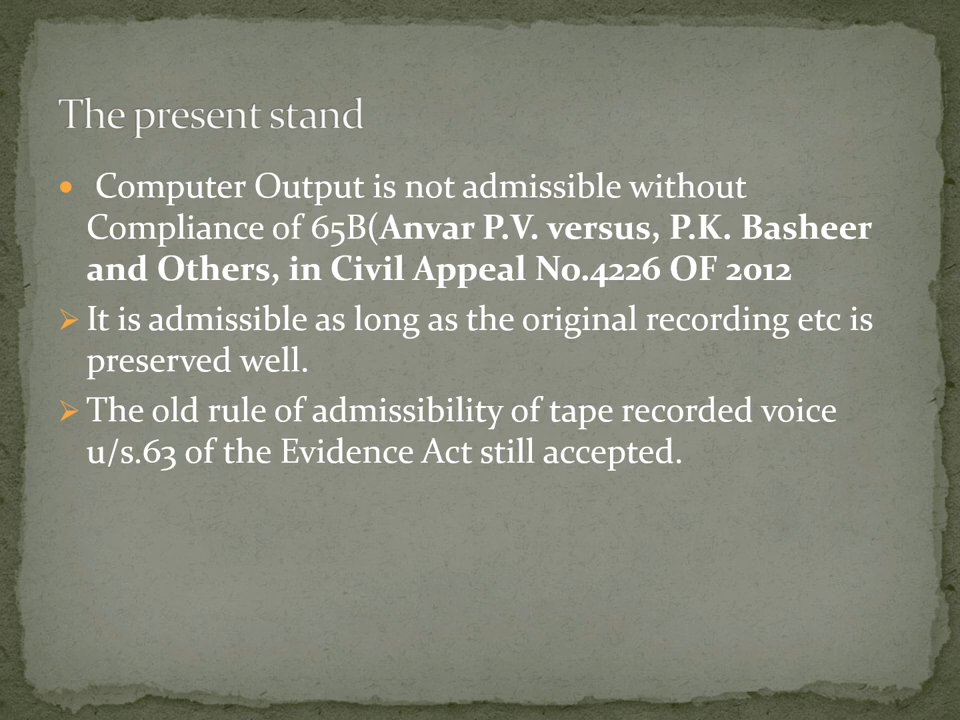 The present stand
• Computer Output is not admissible without
Compliance of 65B(Anvar P.V. versus, P.K. Basheer
and Others, in Civil Appeal No.4226 OF 2012
➢ It is admissible as long as the original recording etc is
preserved well.
➢ The old rule of admissibility of tape recorded voice
u/s.63 of the Evidence Act still accepted.